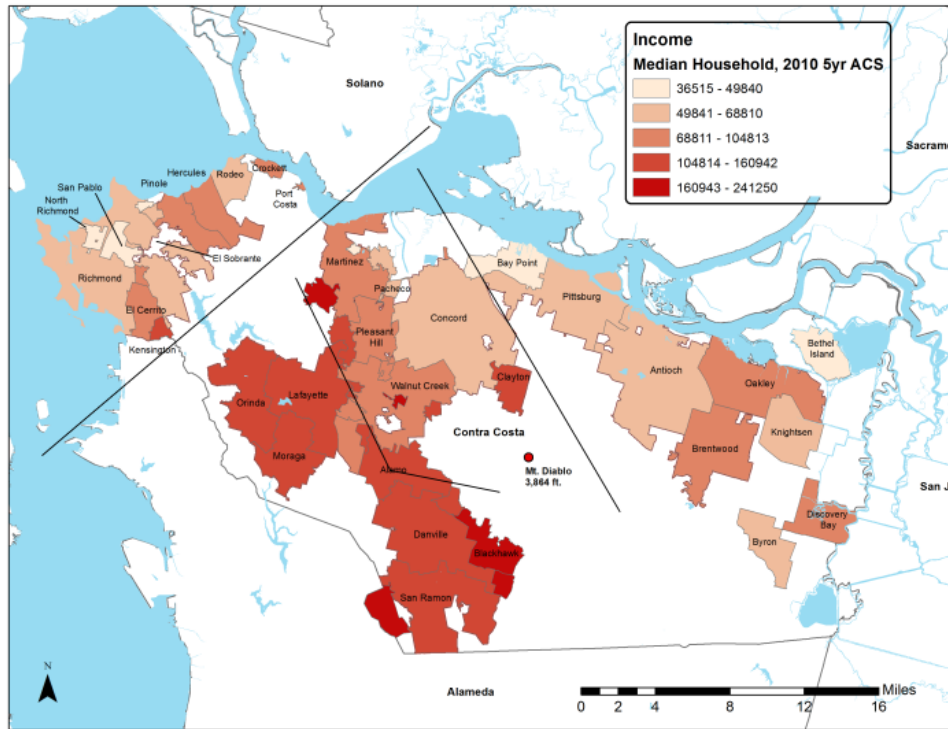 Income
Median Household, 2010 5yr ACS
36515 - 49840
49841 - 68810
68811 - 104813
104814 - 160942
160943 - 241250
Solano
Sacrame
San J
Alameda
Contra Costa
Mt. Diablo
3,864 ft.
Hercules
Rodeo
Crockett
Port
Costa
Pinole
San Pablo
North
Richmond
El Sobrante
Richmond
El Cerrito
Kensington
Martinez
Pacheco
Pleasant
Hill
Concord
Bay Point
Pittsburg
Antioch
Oakley
Bethel
Island
Knightsen
Brentwood
Discovery
Bay
Byron
Clayton
Walnut Creek
Lafayette
Orinda
Moraga
Alamo
Danville
Blackhawk
San Ramon
N
Miles
0 2 4 8 12 16